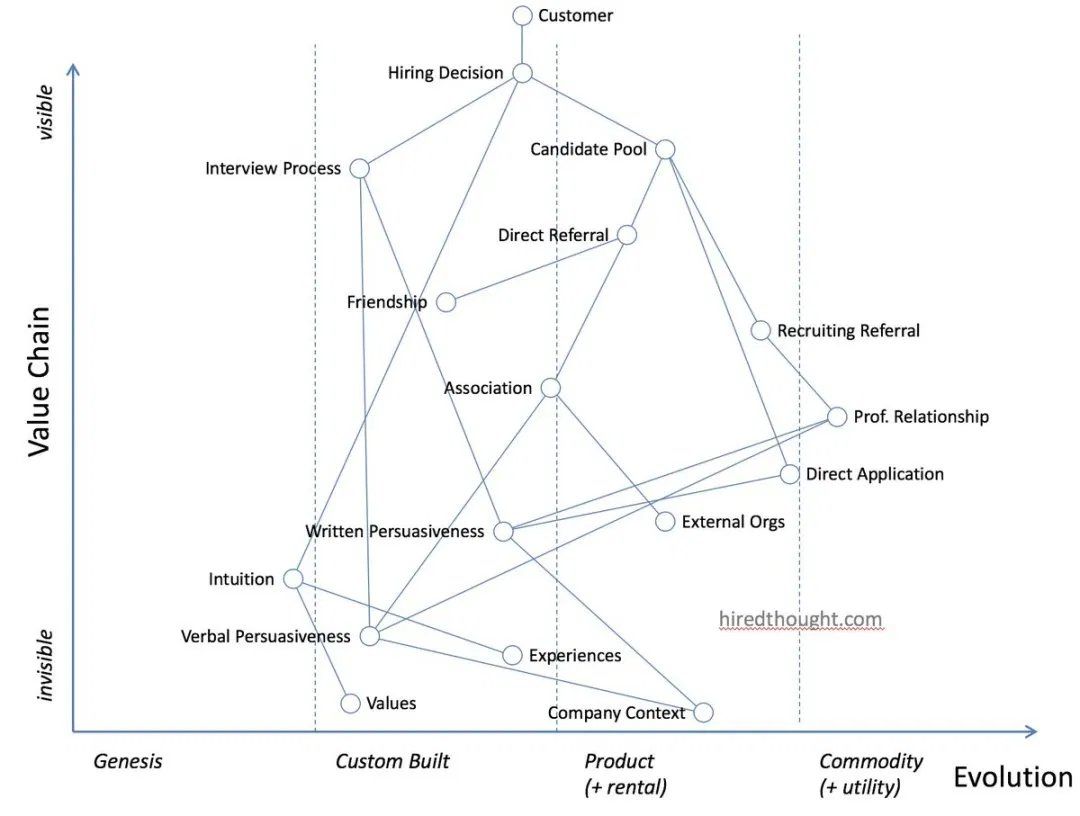 Customer
Hiring Decision
visible
Candidate Pool
Interview Process
Direct Referral
Friendship
Recruiting Referral
Value Chain
Association
Prof. Relationship
Direct Application
External Orgs
Written Persuasiveness
Intuition
hiredthought.com
Verbal Persuasiveness
Experiences
invisible
Values
Company Context
Genesis
Custom Built
Product
(+ rental)
Commodity
(+ utility)
Evolution